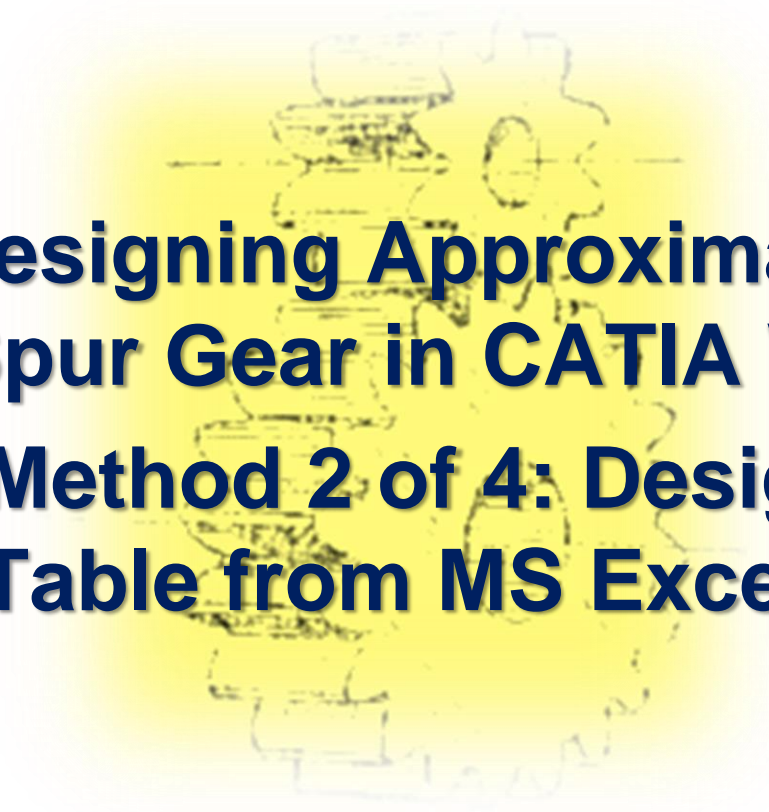 esigning Approxima
pur Gear in CATIA
Method 2 of 4: Desig
Table from MS Exce